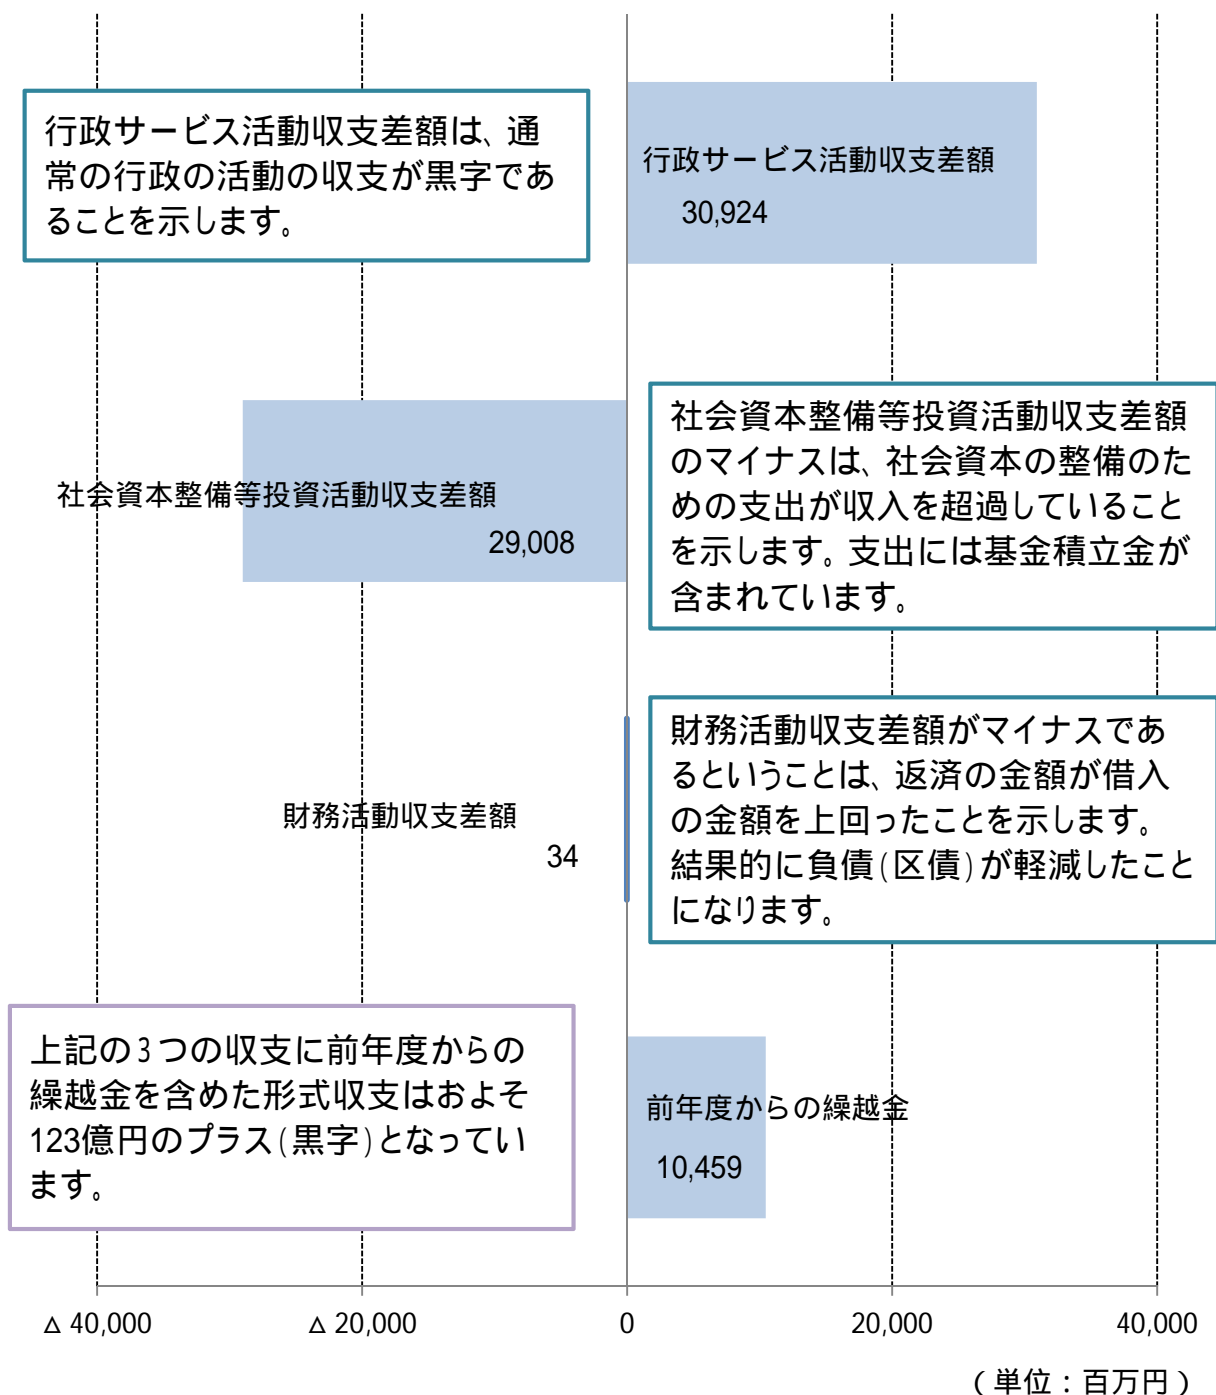 行政サービス活動収支差額は、通
常の行政の活動の収支が黒字であ
ることを示します。
行政サービス活動収支差額
30,924
社会資本整備等投資活動収支差額
29,008
社会資本整備等投資活動収支差額
のマイナスは、社会資本の整備のた
めの支出が収入を超過していること
を示します。支出には基金積立金が
含まれています。
財務活動収支差額
34
財務活動収支差額がマイナスであ
るということは、返済の金額が借入
の金額を上回ったことを示します。
結果的に負債(区債)が軽減したこと
になります。
上記の3つの収支に前年度からの
繰越金を含めた形式収支はおよそ
123億円のプラス(黒字)となってい
ます。
前年度からの繰越金
10,459
△ 40,000 △ 20,000 0 20,000 40,000
(単位:百万円)